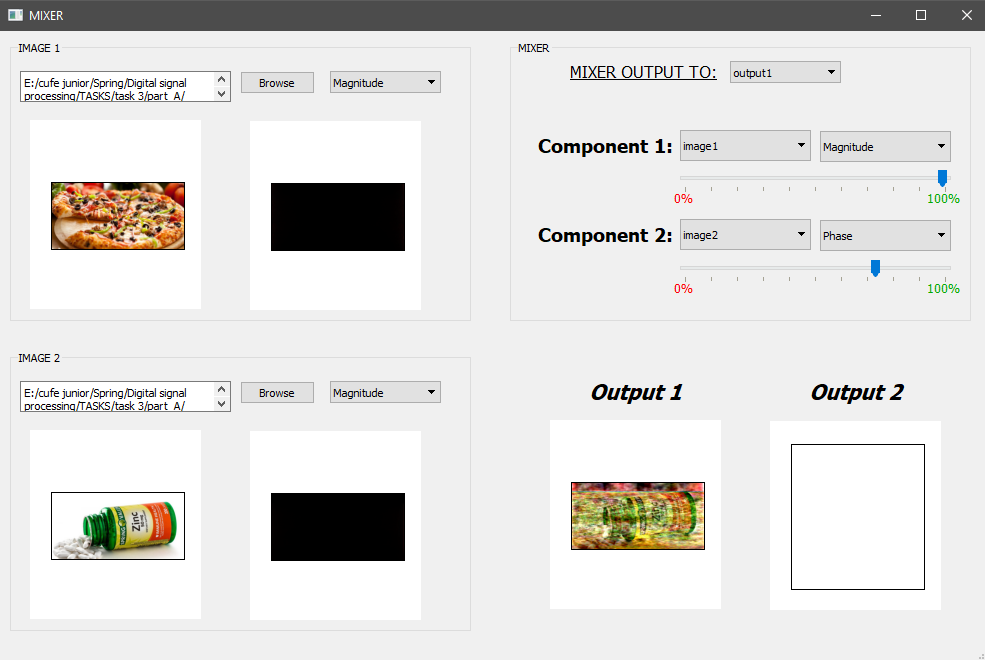 MIXER
IMAGE 1
E:/cufe junior/Spring/Digital signal
processing/TASKS/task 3/part_A/
Browse
Magnitude
MIXER
MIXER OUTPUT TO:
output1
Component 1:
image1
Magnitude
0%
100%
Component 2:
image2
Phase
0%
100%
IMAGE 2
E:/cufe junior/Spring/Digital signal
processing/TASKS/task 3/part_A/
Browse
Magnitude
Zinc
Output 1
Output 2